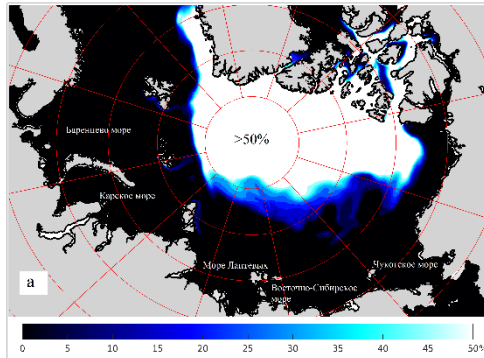 >50%
Баренцево море
Карское море
Море Лаптевых
Чукотское море
Восточно-Сибирское
море
а
0 5 10 15 20 25 30 35 40 45 50%